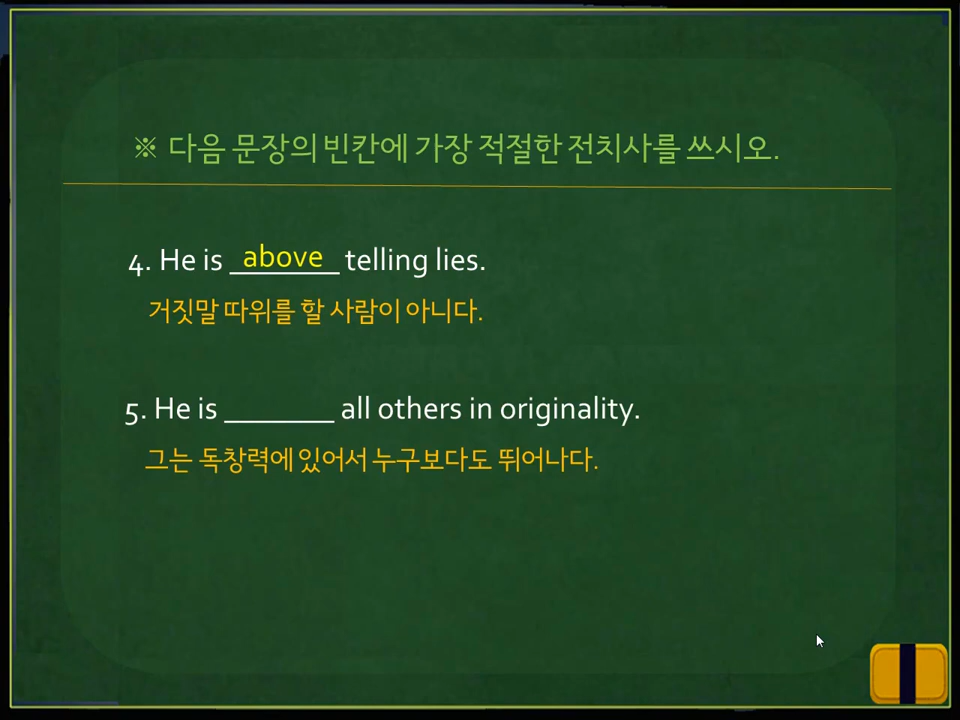 ※ 다음 문장의 빈칸에 가장 적절한 전치사를 쓰시오.
4. He is above telling lies.
거짓말 따위를 할 사람이 아니다.
5. He is _______ all others in originality.
그는 독창력에 있어서 누구보다도 뛰어나다.